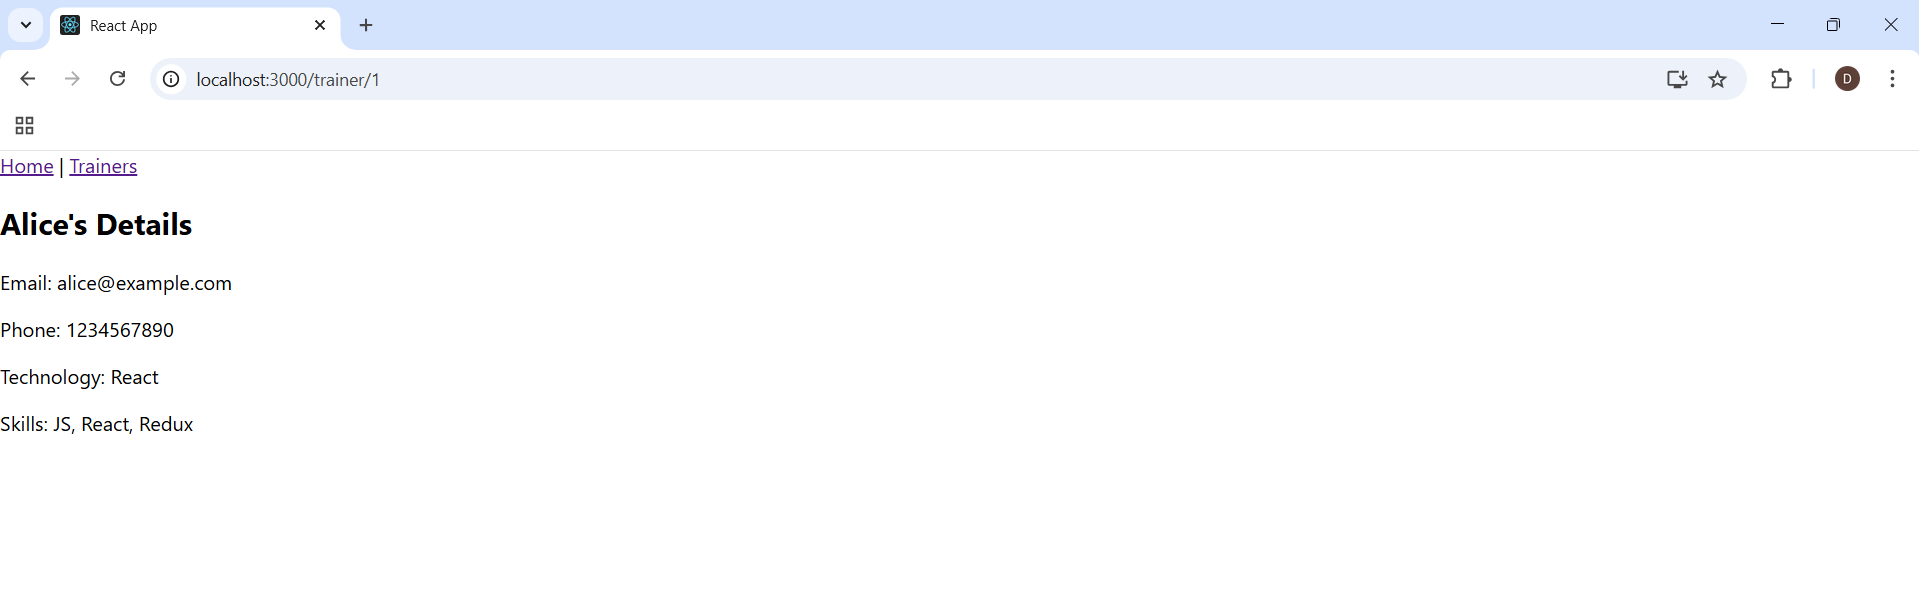 React App
localhost:3000/trainer/1
D
Home | Trainers
Alice's Details
Email: alice@example.com
Phone: 1234567890
Technology: React
Skills: JS, React, Redux